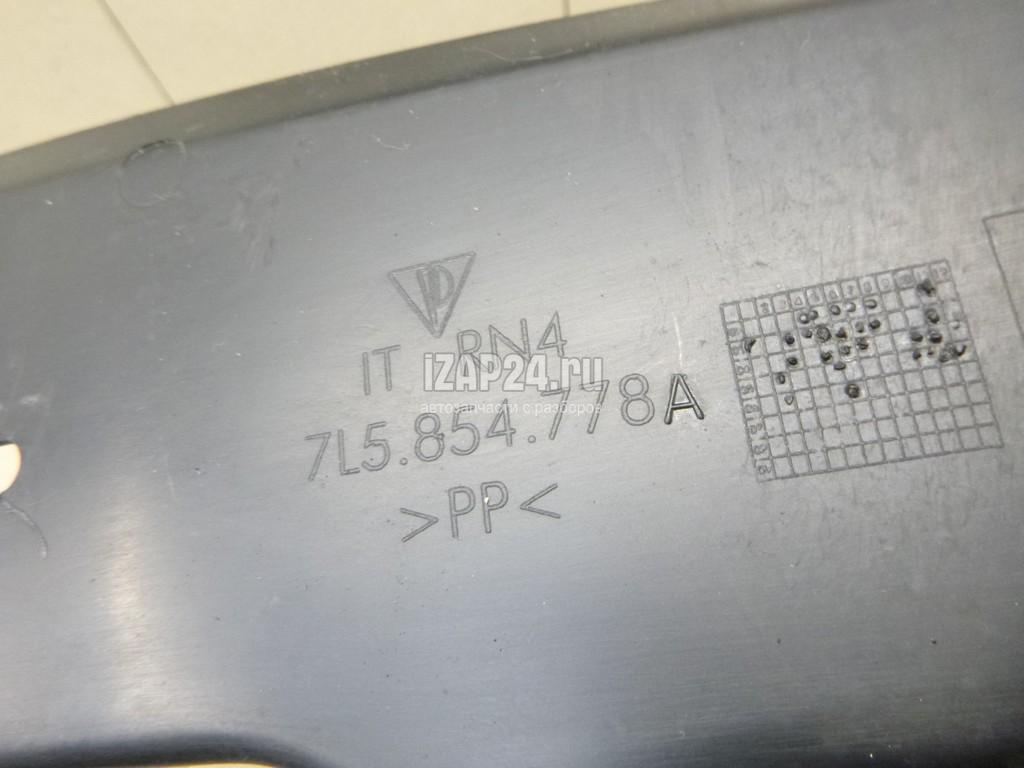 IT RN4
iZAP24.ru
автозапчасти с разборов
7L5.854.778A
>PP<